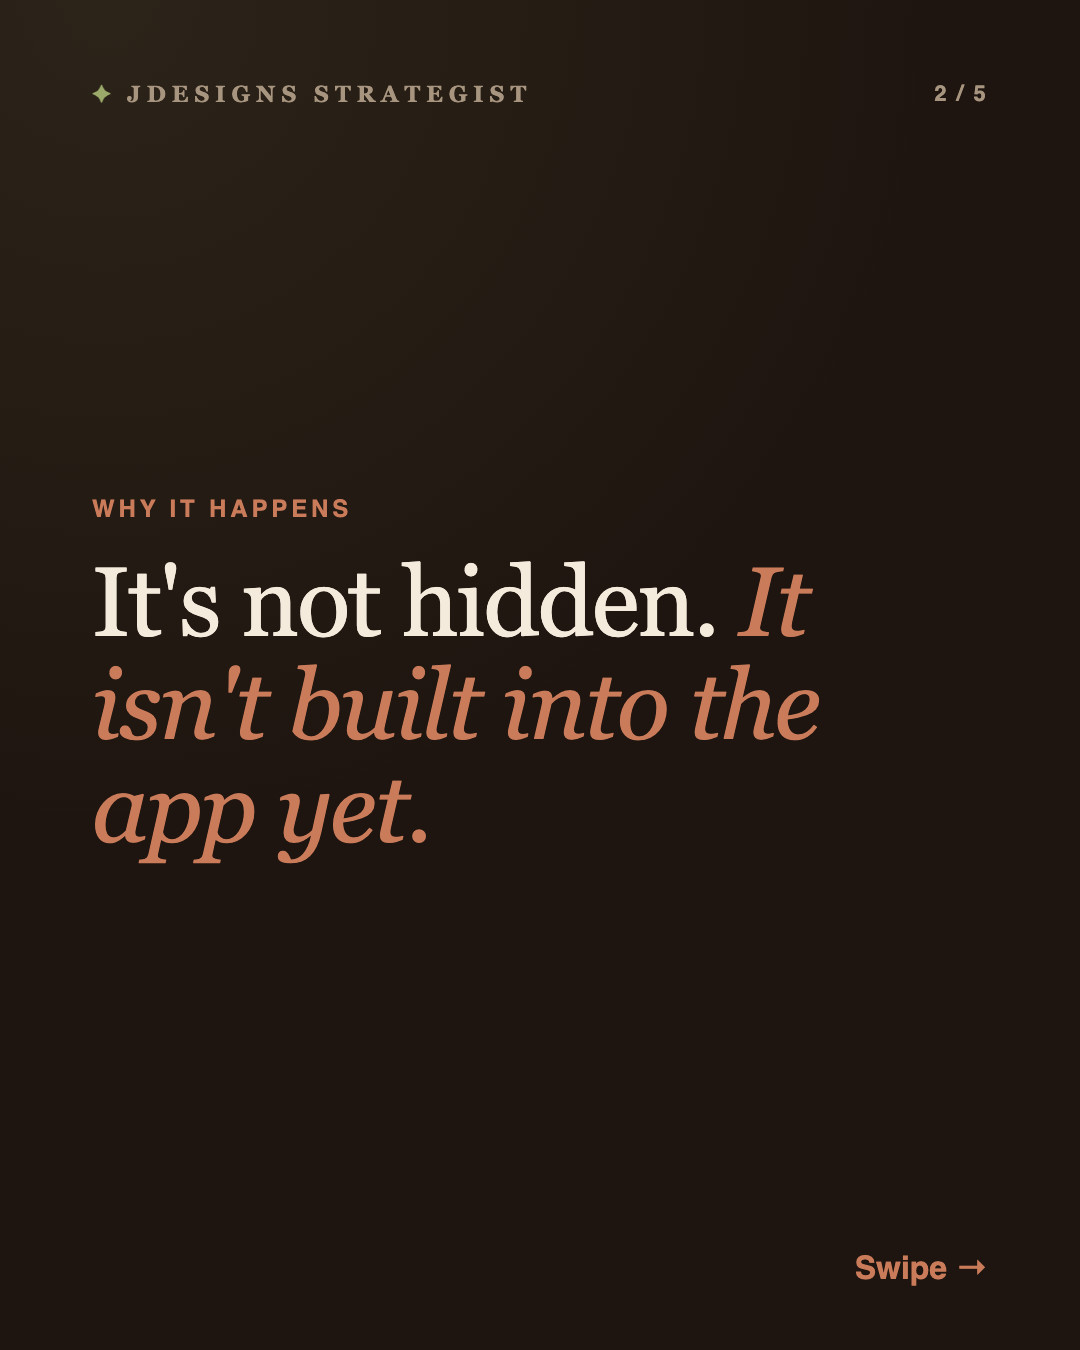 ✦ JDESIGNS STRATEGIST
2 / 5
WHY IT HAPPENS
It's not hidden. It
isn't built into the
app yet.
Swipe →